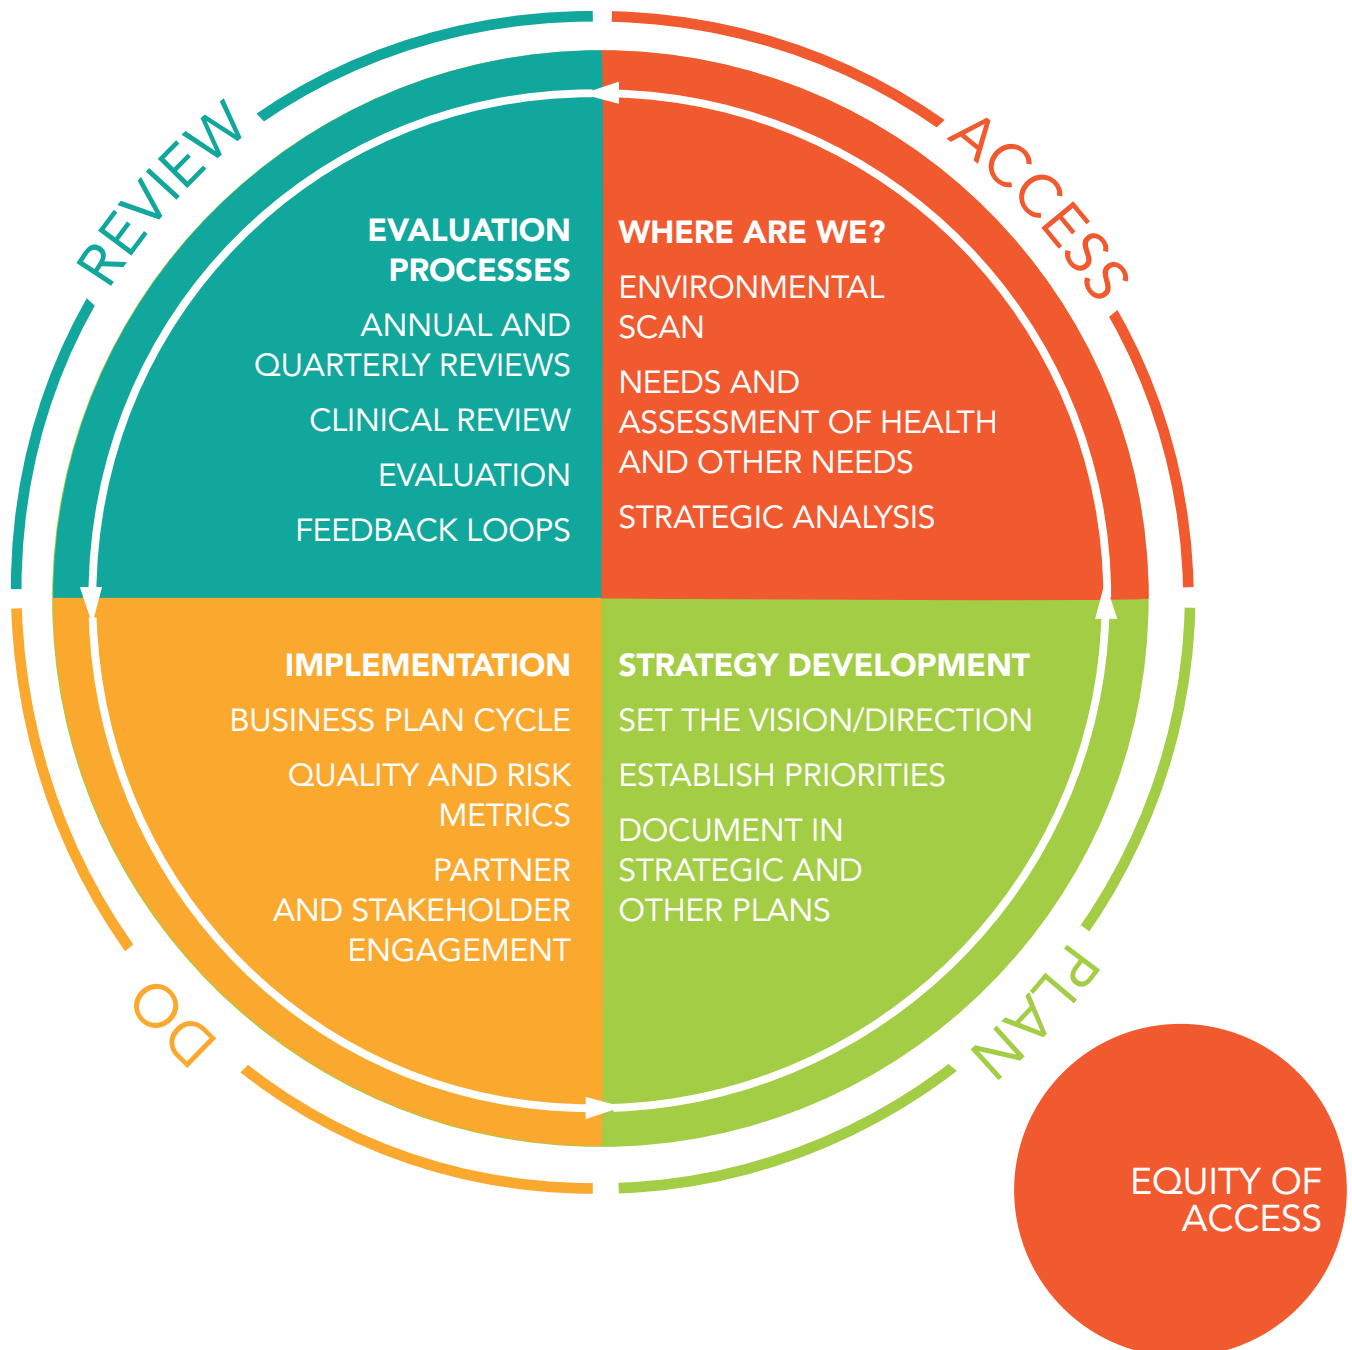 REVIEW
EVALUATION
PROCESSES
ANNUAL AND
QUARTERLY REVIEWS
CLINICAL REVIEW
EVALUATION
FEEDBACK LOOPS
ACCESS
WHERE ARE WE?
ENVIRONMENTAL
SCAN
NEEDS AND
ASSESSMENT OF HEALTH
AND OTHER NEEDS
STRATEGIC ANALYSIS
IMPLEMENTATION
BUSINESS PLAN CYCLE
QUALITY AND RISK
METRICS
PARTNER
AND STAKEHOLDER
ENGAGEMENT
DO
STRATEGY DEVELOPMENT
SET THE VISION/DIRECTION
ESTABLISH PRIORITIES
DOCUMENT IN
STRATEGIC AND
OTHER PLANS
PLAN
EQUITY OF
ACCESS